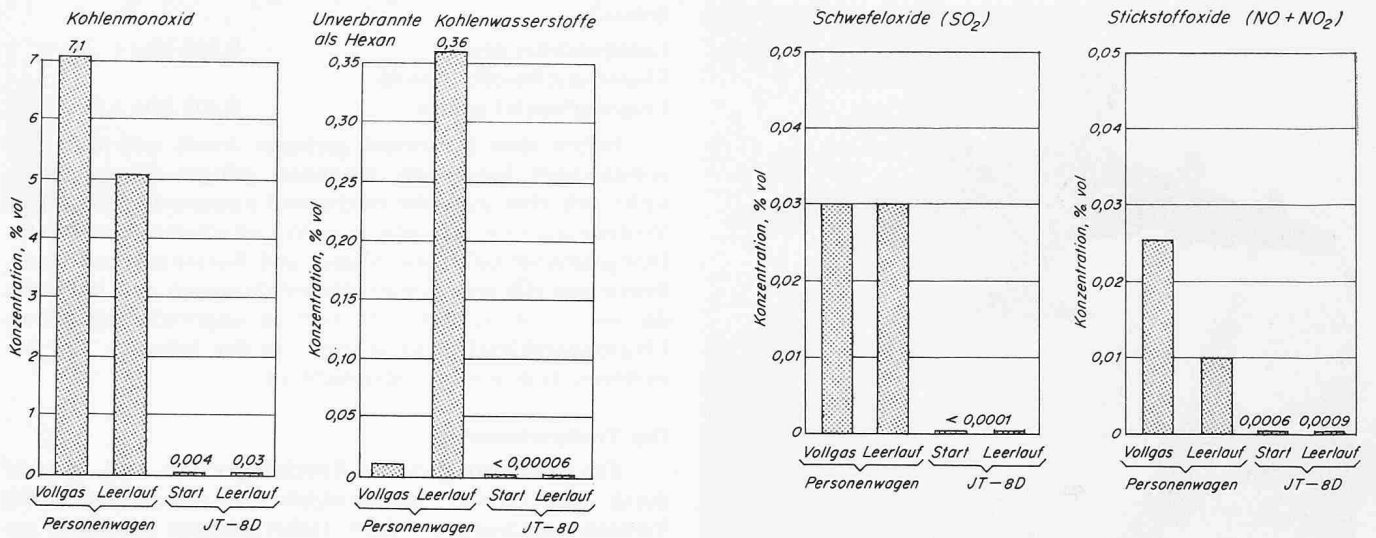 Kohlenmonoxid
7,1
7
6
5
4
3
2
1
0
Konzentration, % vol
0,004
0,03
Vollgas
Leerlauf
Start
Leerlauf
Personenwagen
JT-8D
Unverbrannte Kohlenwasserstoffe
als Hexan
0,36
0,35
0,30
0,25
0,20
0,15
0,10
0,05
0
Konzentration, % vol
< 0,00006
Vollgas
Leerlauf
Start
Leerlauf
Personenwagen
JT-8D
Schwefeloxide (SO₂)
0,05
0,04
0,03
0,02
0,01
0
Konzentration, % vol
< 0,0001
Vollgas
Leerlauf
Start
Leerlauf
Personenwagen
JT-8D
Stickstoffoxide (NO + NO₂)
0,05
0,04
0,03
0,02
0,01
0
Konzentration, % vol
0,0006
0,0009
Vollgas
Leerlauf
Start
Leerlauf
Personenwagen
JT-8D